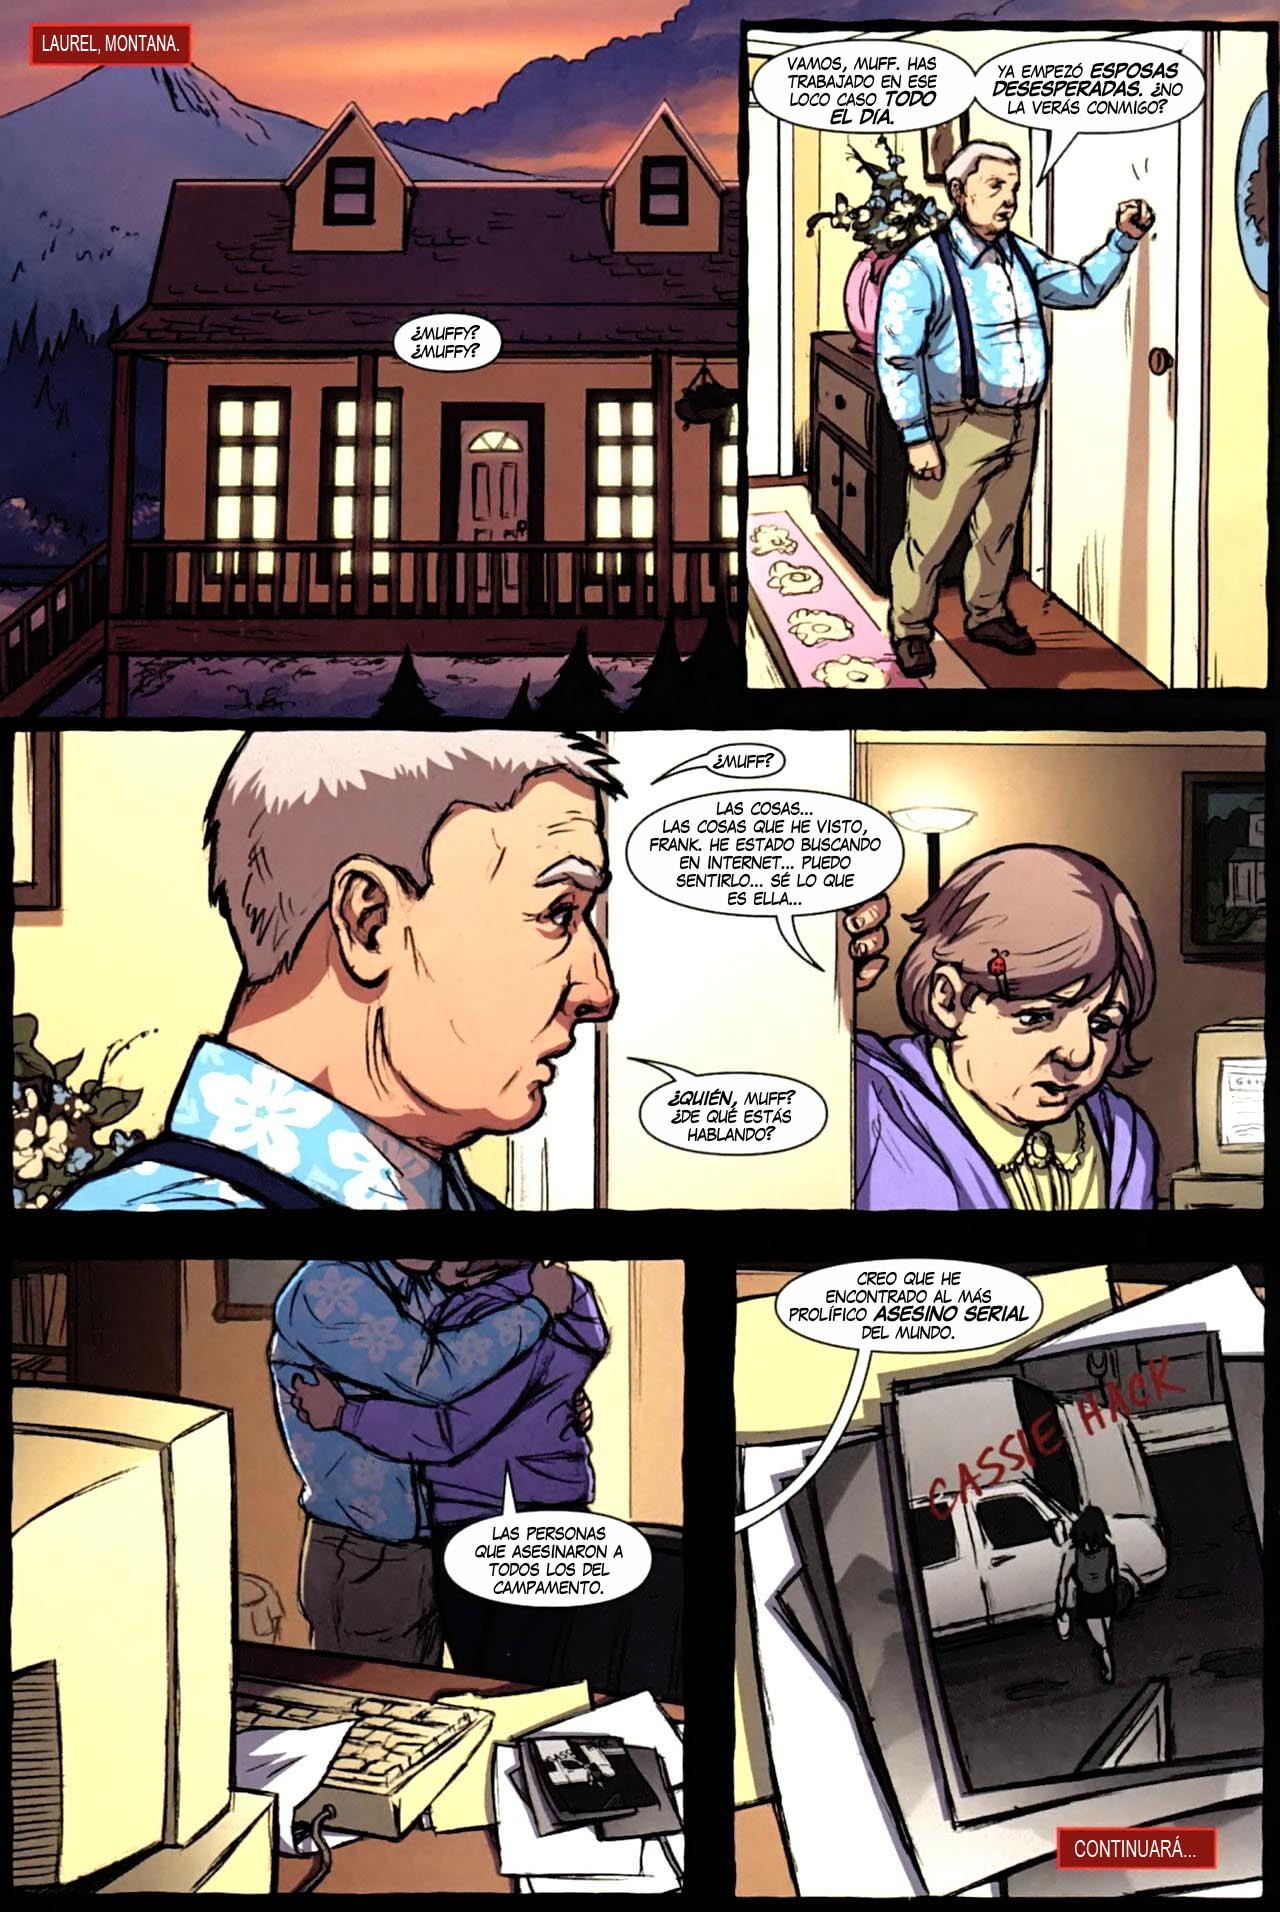 LAUREL, MONTANA.
¿MUFFY?
¿MUFFY?
VAMOS, MUFF. HAS
TRABAJADO EN ESE
LOCO CASO TODO
EL DÍA.
YA EMPEZÓ ESPOSAS
DESESPERADAS. ¿NO
LA VERÁS CONMIGO?
¿MUFF?
LAS COSAS...
LAS COSAS QUE HE VISTO,
FRANK. HE ESTADO BUSCANDO
EN INTERNET... PUEDO
SENTIRLO... SÉ LO QUE
ES ELLA...
¿QUIÉN, MUFF?
¿DE QUÉ ESTÁS
HABLANDO?
LAS PERSONAS
QUE ASESINARON A
TODOS LOS DEL
CAMPAMENTO.
CREO QUE HE
ENCONTRADO AL MÁS
PROLÍFICO ASESINO SERIAL
DEL MUNDO.
CASSIE HACK
CONTINUARÁ...